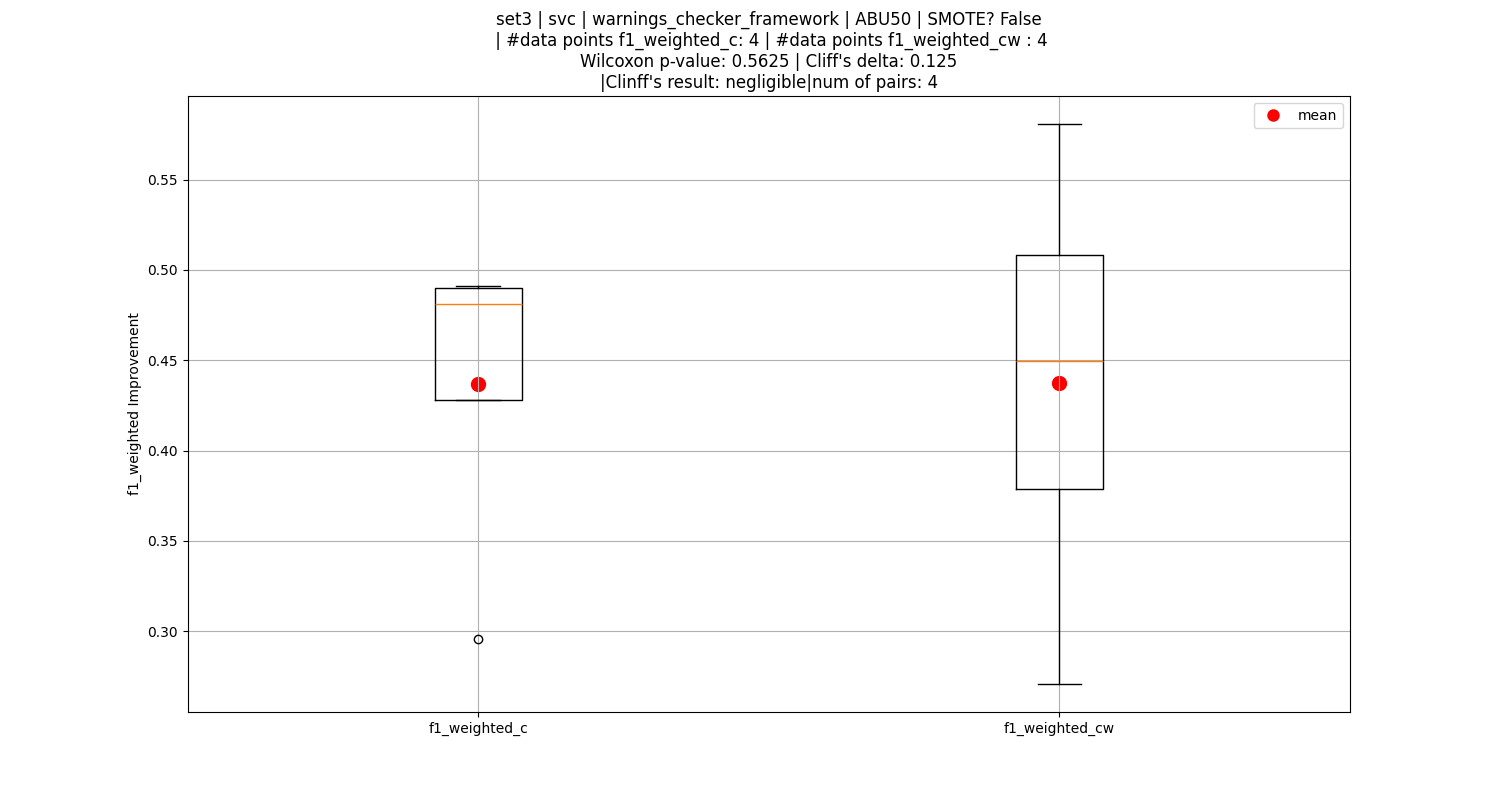 set3 | svc | warnings_checker_framework | ABU50 | SMOTE? False
| #data points f1_weighted_c: 4 | #data points f1_weighted_cw : 4
Wilcoxon p-value: 0.5625 | Cliff's delta: 0.125
|Clinff's result: negligible|num of pairs: 4
mean
0.55
0.50
0.45
0.40
0.35
0.30
f1_weighted Improvement
f1_weighted_c
f1_weighted_cw